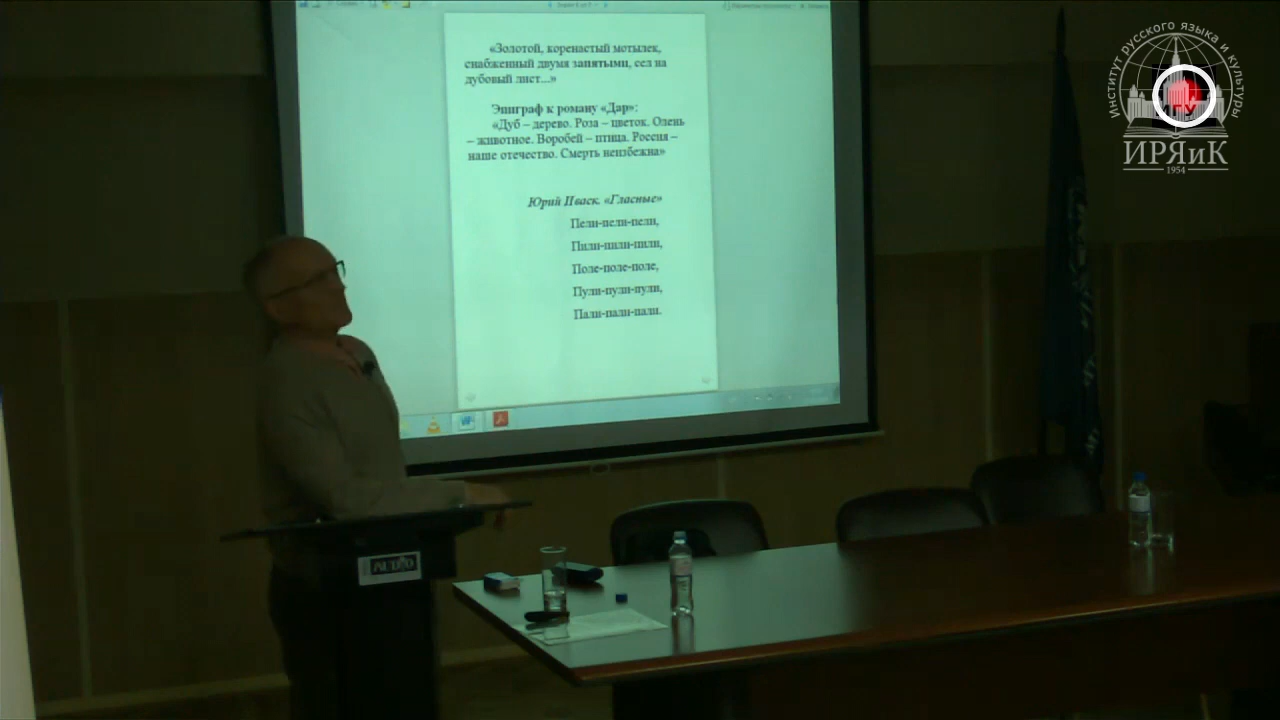 «Золотой, коренастый мотылек,
снабженный двумя запятыми, сел на
дубовый лист...»
Эпиграф к роману «Дар»:
«Дуб – дерево. Роза – цветок. Олень
– животное. Воробей – птица. Россия –
наше отечество. Смерть неизбежна»
Юрий Иваск. «Гласные»
Пели-пели-пели,
Пили-пили-пили,
Поле-поле-поле,
Пули-пули-пули,
Пали-пали-пали.
Институт русского языка и культуры
МГУ
ИРЯиК
1954
AUDIO